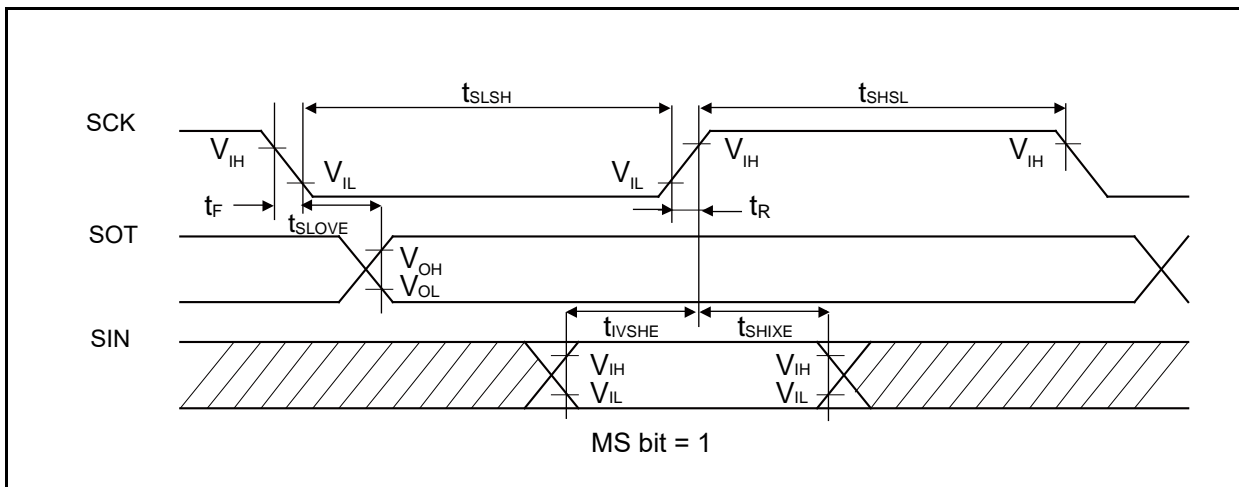 tSLSH
tSHSL
SCK
VIH
VIL
VIL
VIH
VIH
tF
tSLOVE
tR
SOT
VOH
VOL
tIVSHE
tSHIXE
SIN
VIH
VIH
VIL
VIL
MS bit = 1